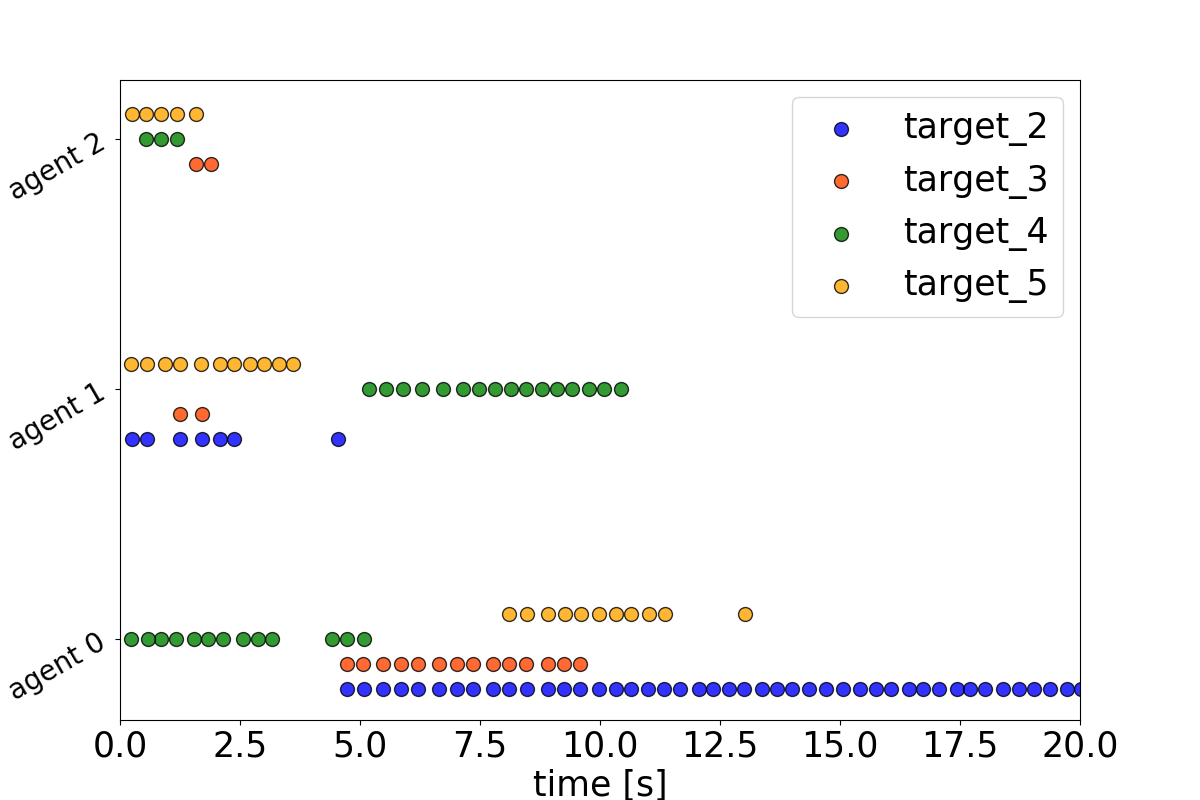 agent 2
agent 1
agent 0
target_2
target_3
target_4
target_5
0.0 2.5 5.0 7.5 10.0 12.5 15.0 17.5 20.0
time [s]